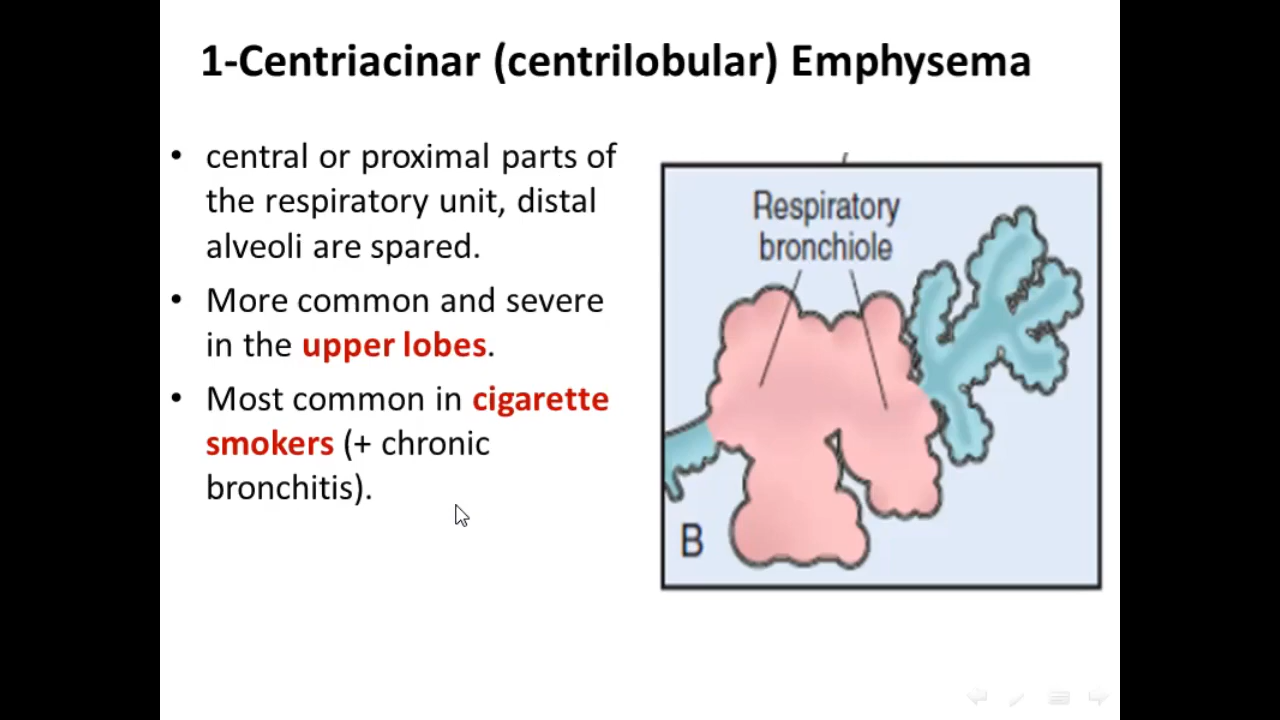 1-Centriacinar (centrilobular) Emphysema
• central or proximal parts of
the respiratory unit, distal
alveoli are spared.
• More common and severe
in the upper lobes.
• Most common in cigarette
smokers (+ chronic
bronchitis).
Respiratory
bronchiole
B